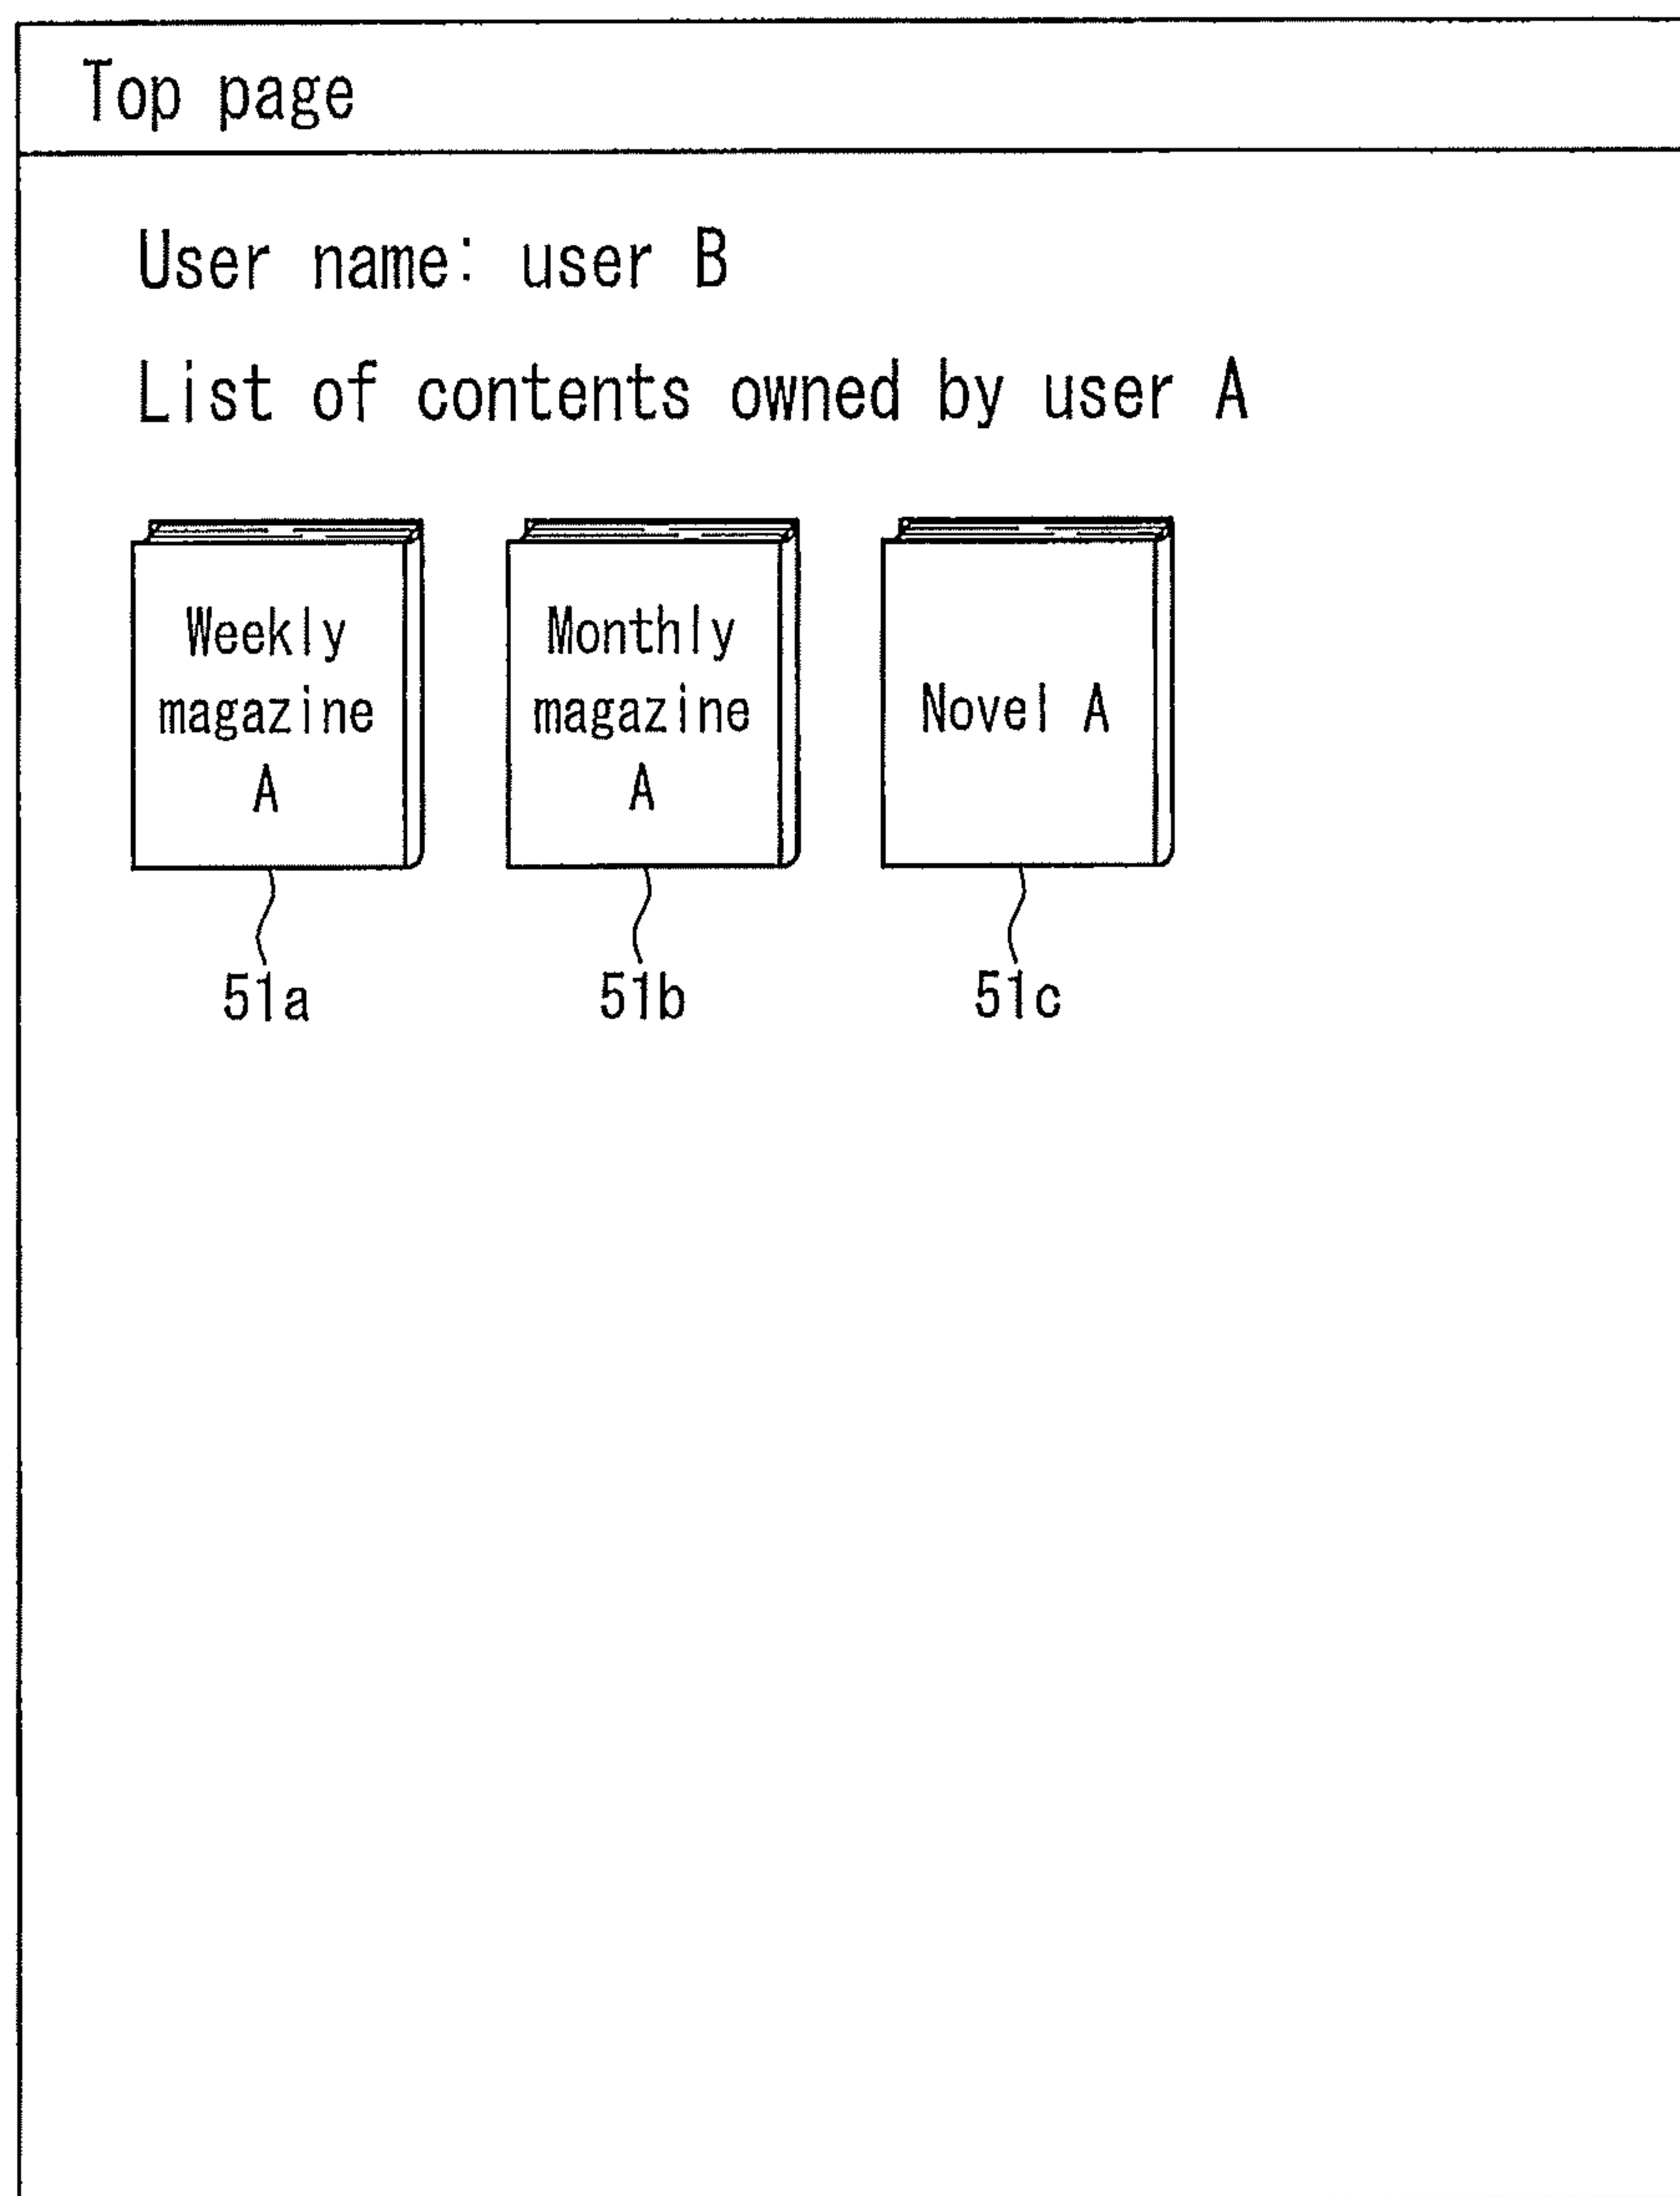 Top page
User name: user B
List of contents owned by user A
Weekly
magazine
A
Monthly
magazine
A
Novel A
51a
51b
51c